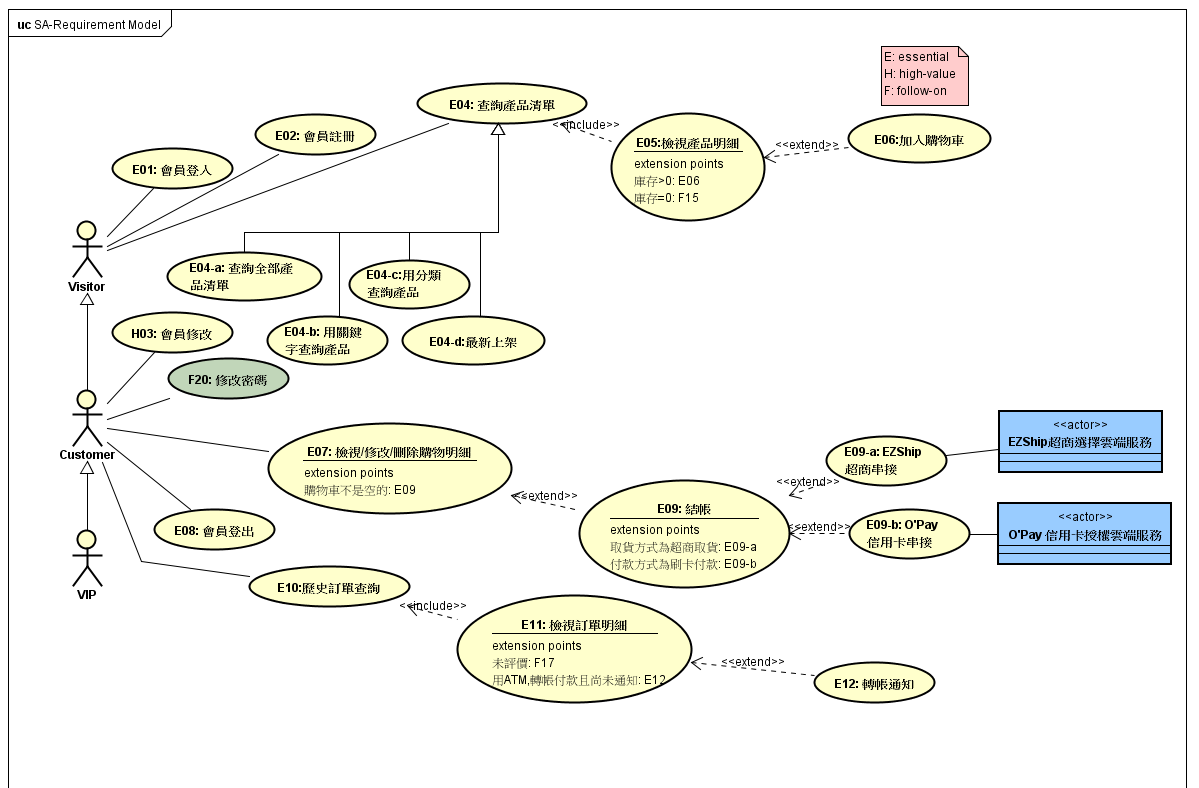 uc SA-Requirement Model
E: essential
H: high-value
F: follow-on
E04: 查詢產品清單
<<include>>
E02: 會員註冊
E05:檢視產品明細
extension points
庫存>0: E06
庫存=0: F15
<<extend>>
E06:加入購物車
E01: 會員登入
Visitor
E04-a: 查詢全部產
品清單
E04-c:用分類
查詢產品
E04-b: 用關鍵
字查詢產品
E04-d:最新上架
H03: 會員修改
F20: 修改密碼
Customer
E07: 檢視/修改/刪除購物明細
extension points
購物車不是空的: E09
<<extend>>
E09: 結帳
extension points
取貨方式為超商取貨: E09-a
付款方式為刷卡付款: E09-b
<<extend>>
E09-a: EZShip
超商串接
<<actor>>
EZShip超商選擇雲端服務
<<extend>>
E09-b: O'Pay
信用卡串接
<<actor>>
O'Pay 信用卡授權雲端服務
E08: 會員登出
VIP
E10:歷史訂單查詢
<<include>>
E11: 檢視訂單明細
extension points
未評價: F17
用ATM,轉帳付款且尚未通知: E12
<<extend>>
E12: 轉帳通知